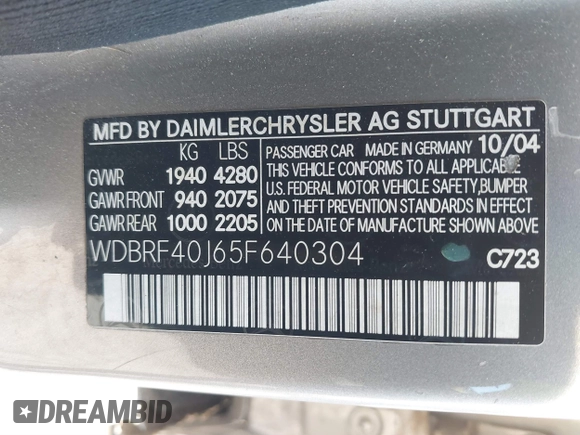 MFD BY DAIMLERCHRYSLER AG STUTTGART
KG LBS
GVWR 1940 4280
GAWR FRONT 940 2075
GAWR REAR 1000 2205
PASSENGER CAR MADE IN GERMANY 10/04
THIS VEHICLE CONFORMS TO ALL APPLICABLE
U.S. FEDERAL MOTOR VEHICLE SAFETY,BUMPER
AND THEFT PREVENTION STANDARDS IN EFFECT
ON THE DATE OF MANUFACTURE SHOWN ABOVE
WDBRF40J65F640304
C723
DREAMBID